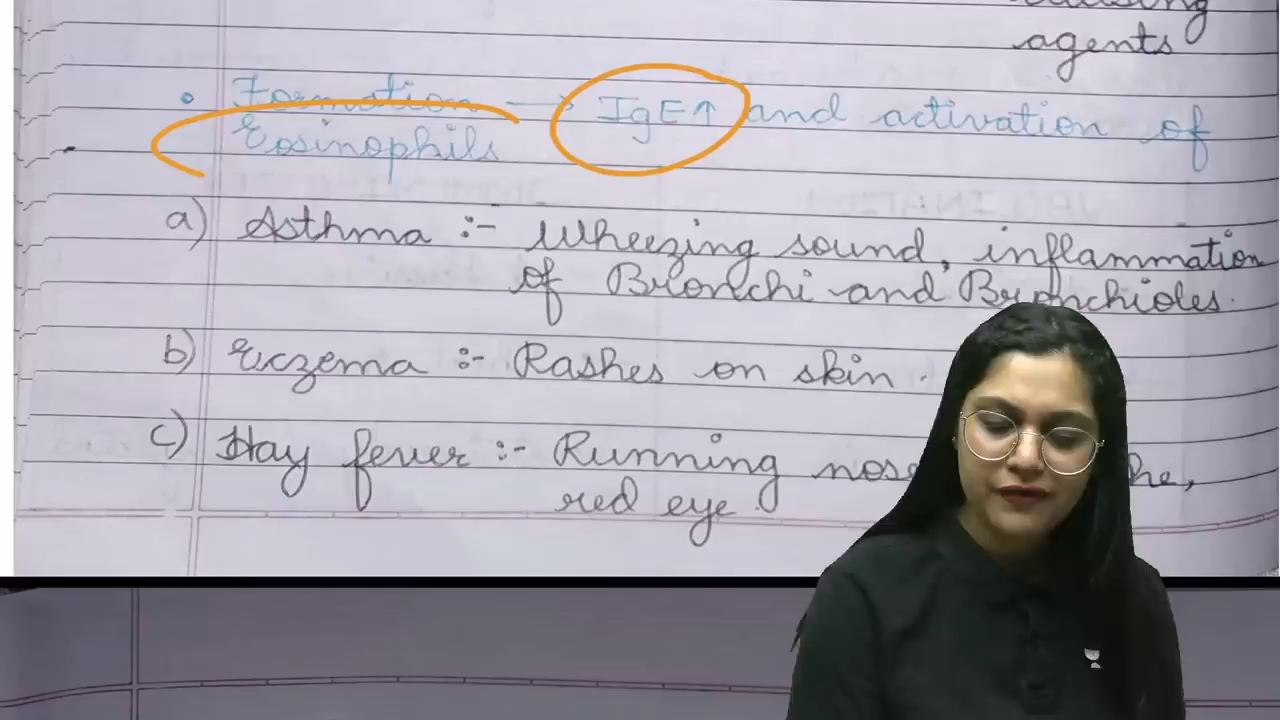 agents
• Formation → IgE↑ and activation of
Eosinophils
a) Asthma :- Wheezing sound, inflammation
of Bronchi and Bronchioles.
b) Eczema :- Rashes on skin.
c) Hay fever :- Running nose
red eye.